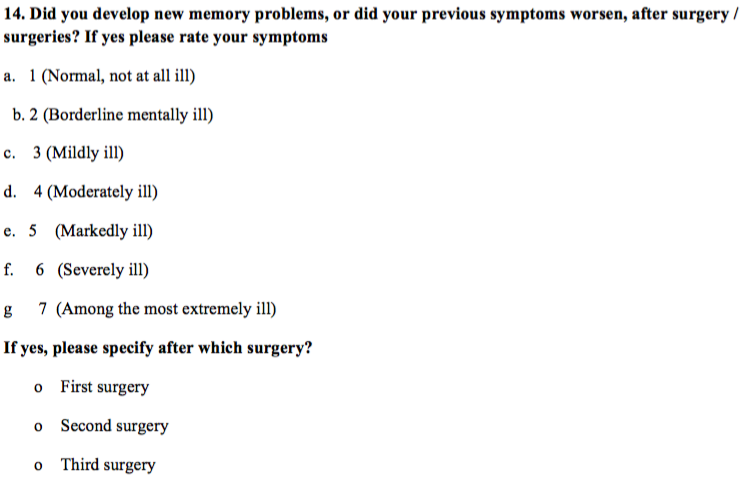 14. Did you develop new memory problems, or did your previous symptoms worsen, after surgery /
surgeries? If yes please rate your symptoms
a. 1 (Normal, not at all ill)
b. 2 (Borderline mentally ill)
c. 3 (Mildly ill)
d. 4 (Moderately ill)
e. 5 (Markedly ill)
f. 6 (Severely ill)
g 7 (Among the most extremely ill)
If yes, please specify after which surgery?
o First surgery
o Second surgery
o Third surgery